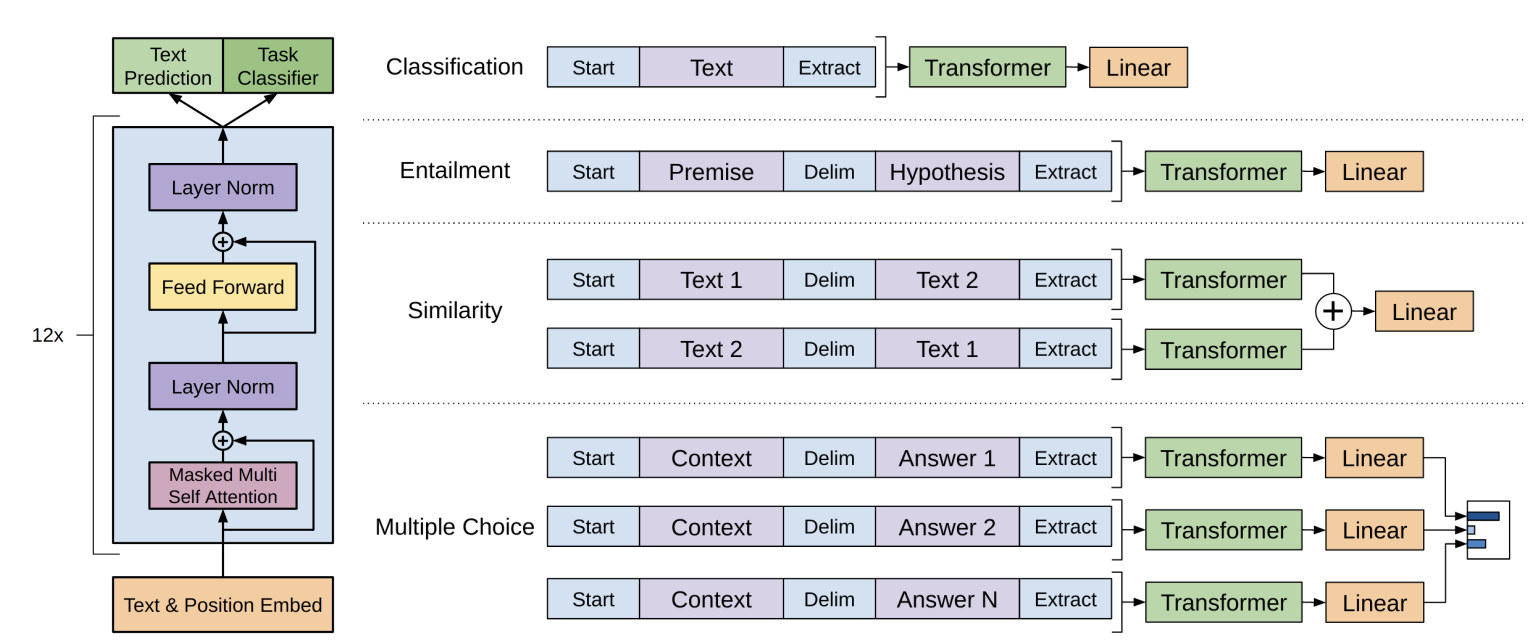 Text
Prediction
Task
Classifier
12x
Layer Norm
Feed Forward
Layer Norm
Masked Multi
Self Attention
Text & Position Embed
Classification
Start Text Extract Transformer Linear
Entailment
Start Premise Delim Hypothesis Extract Transformer Linear
Similarity
Start Text 1 Delim Text 2 Extract Transformer
Start Text 2 Delim Text 1 Extract Transformer
Linear
Multiple Choice
Start Context Delim Answer 1 Extract Transformer Linear
Start Context Delim Answer 2 Extract Transformer Linear
Start Context Delim Answer N Extract Transformer Linear